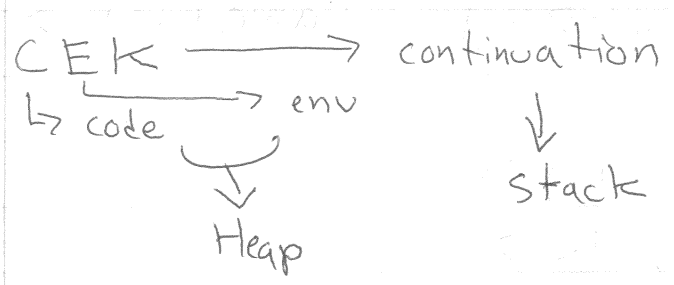 CEK → continuation
→ env
↳ code
↓ stack
Heap